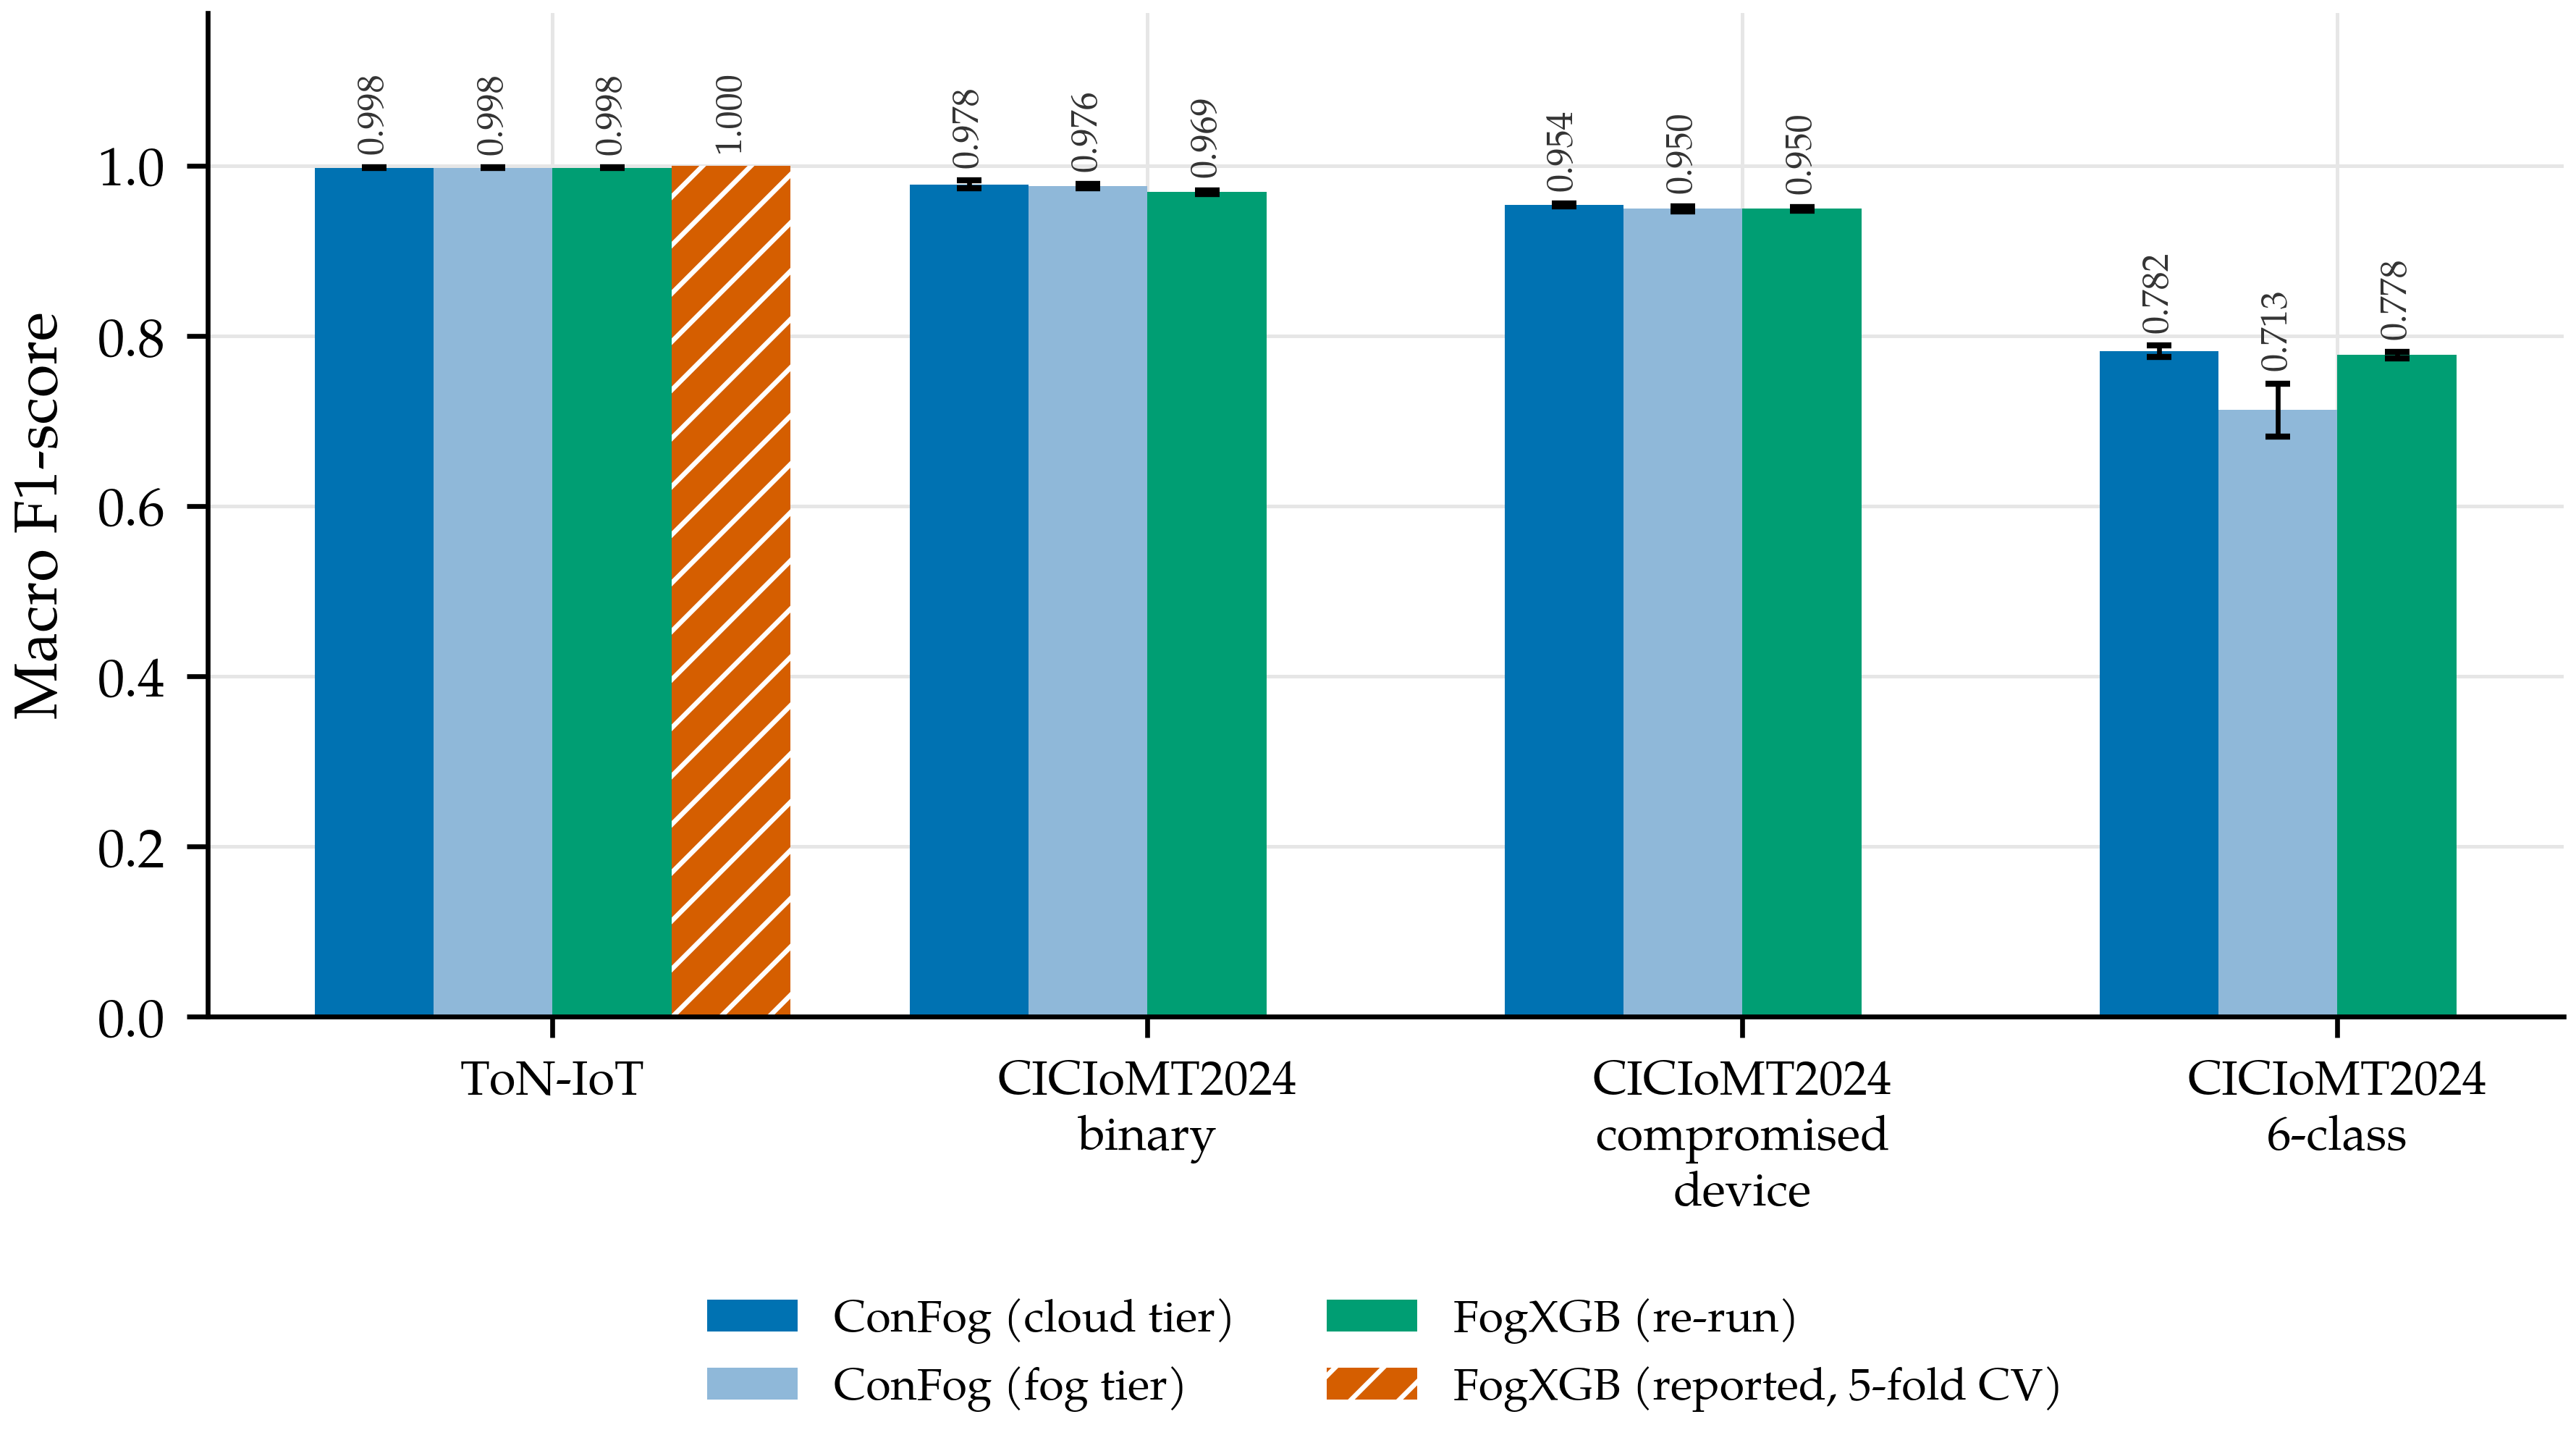 Macro F1-score
1.0
0.8
0.6
0.4
0.2
0.0
0.998
0.998
0.998
1.000
0.978
0.976
0.969
0.954
0.950
0.950
0.782
0.713
0.778
ToN-IoT
CICIoMT2024
binary
CICIoMT2024
compromised
device
CICIoMT2024
6-class
ConFog (cloud tier)
ConFog (fog tier)
FogXGB (re-run)
FogXGB (reported, 5-fold CV)